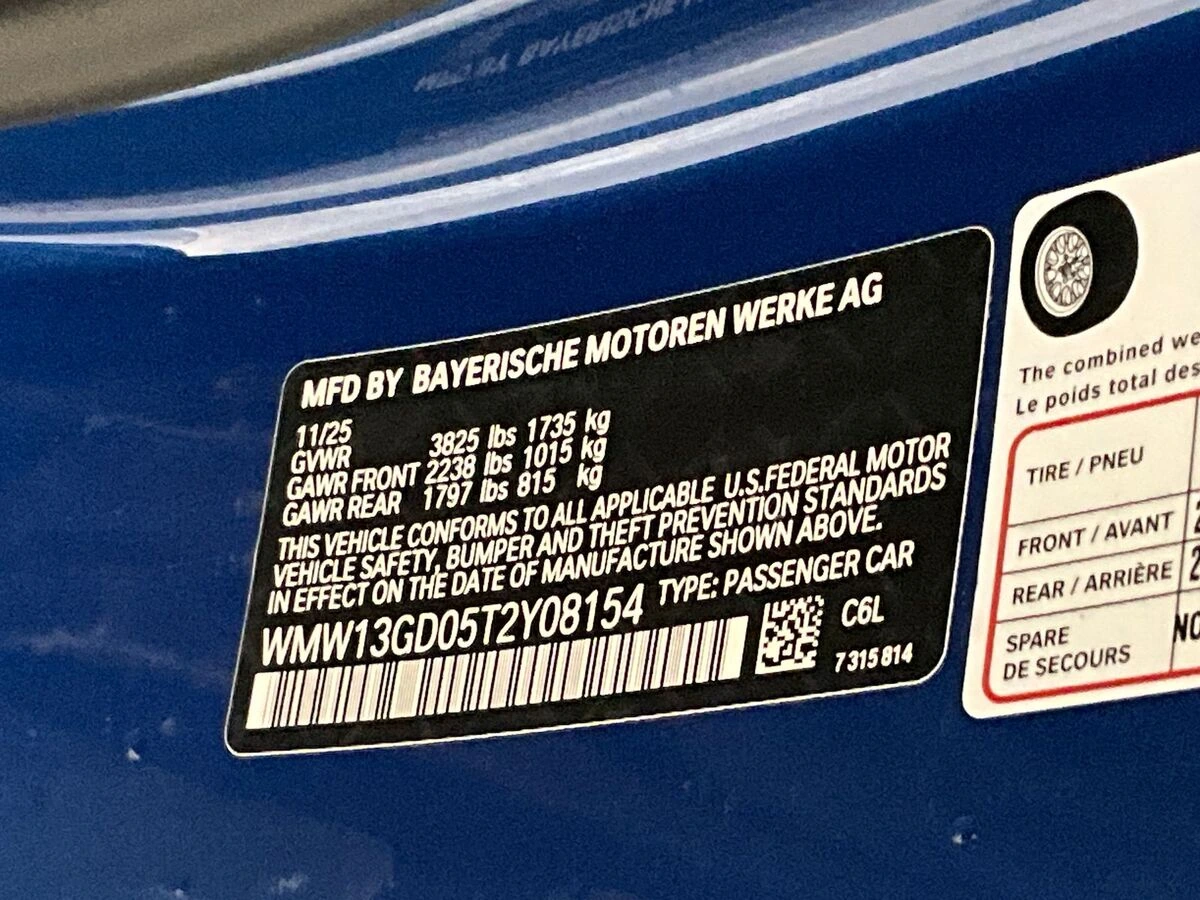 MFD BY BAYERISCHE MOTOREN WERKE AG
11/25
GVWR 3825 lbs 1735 kg
GAWR FRONT 2238 lbs 1015 kg
GAWR REAR 1797 lbs 815 kg
THIS VEHICLE CONFORMS TO ALL APPLICABLE U.S.FEDERAL MOTOR
VEHICLE SAFETY, BUMPER AND THEFT PREVENTION STANDARDS
IN EFFECT ON THE DATE OF MANUFACTURE SHOWN ABOVE.
WMW13GD05T2Y08154 TYPE: PASSENGER CAR
C6L
7 315 814
The combined
Le poids total
TIRE / PNEU
FRONT / AVANT
REAR / ARRIÈRE
SPARE
DE SECOURS